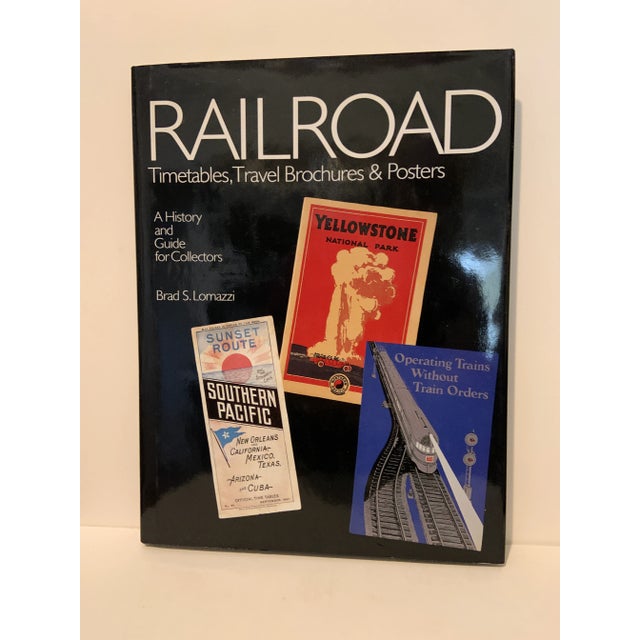 RAILROAD
Timetables, Travel Brochures & Posters
A History
and
Guide
for Collectors
Brad S. Lomazzi
YELLOWSTONE
NATIONAL PARK
SUNSET
ROUTE
SOUTHERN
PACIFIC
NEW ORLEANS
CALIFORNIA
MEXICO,
TEXAS,
ARIZONA
AND CUBA
OFFICIAL TIME TABLES
Operating Trains
Without
Train Orders